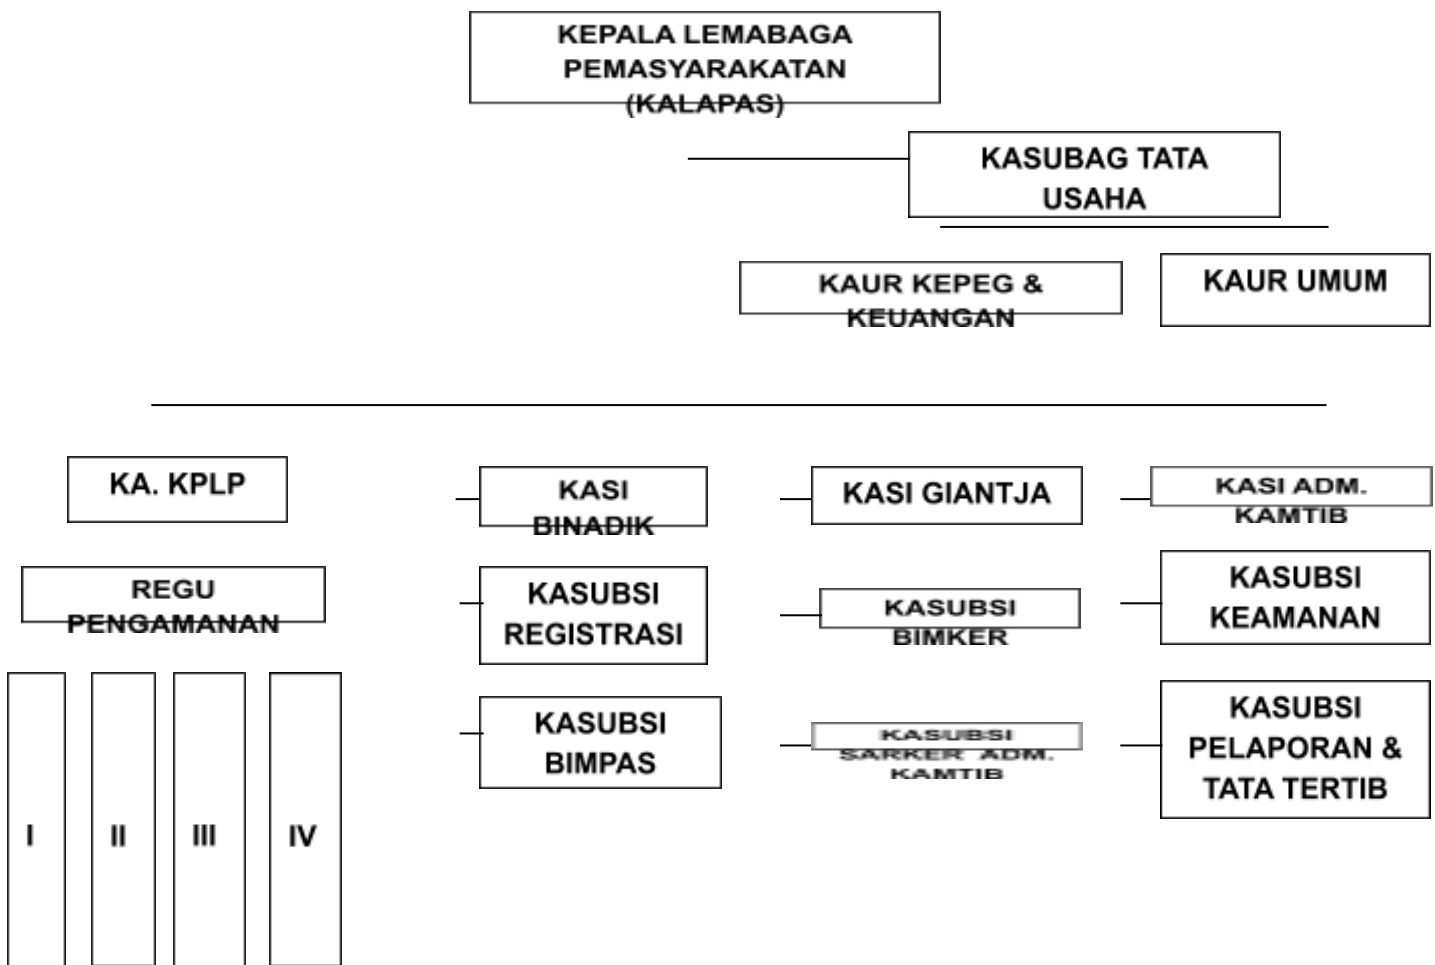 KEPALA LEMABAGA
PEMASYARAKATAN
(KALAPAS)
KASUBAG TATA
USAHA
KAUR KEPEG &
KEUANGAN
KAUR UMUM
KA. KPLP
KASI
BINADIK
KASI GIANTJA
KASI ADM.
KAMTIB
REGU
PENGAMANAN
KASUBSI
REGISTRASI
KASUBSI
BIMKER
KASUBSI
KEAMANAN
KASUBSI
BIMPAS
KASUBSI
SARKER ADM.
KAMTIB
KASUBSI
PELAPORAN &
TATA TERTIB
I
II
III
IV